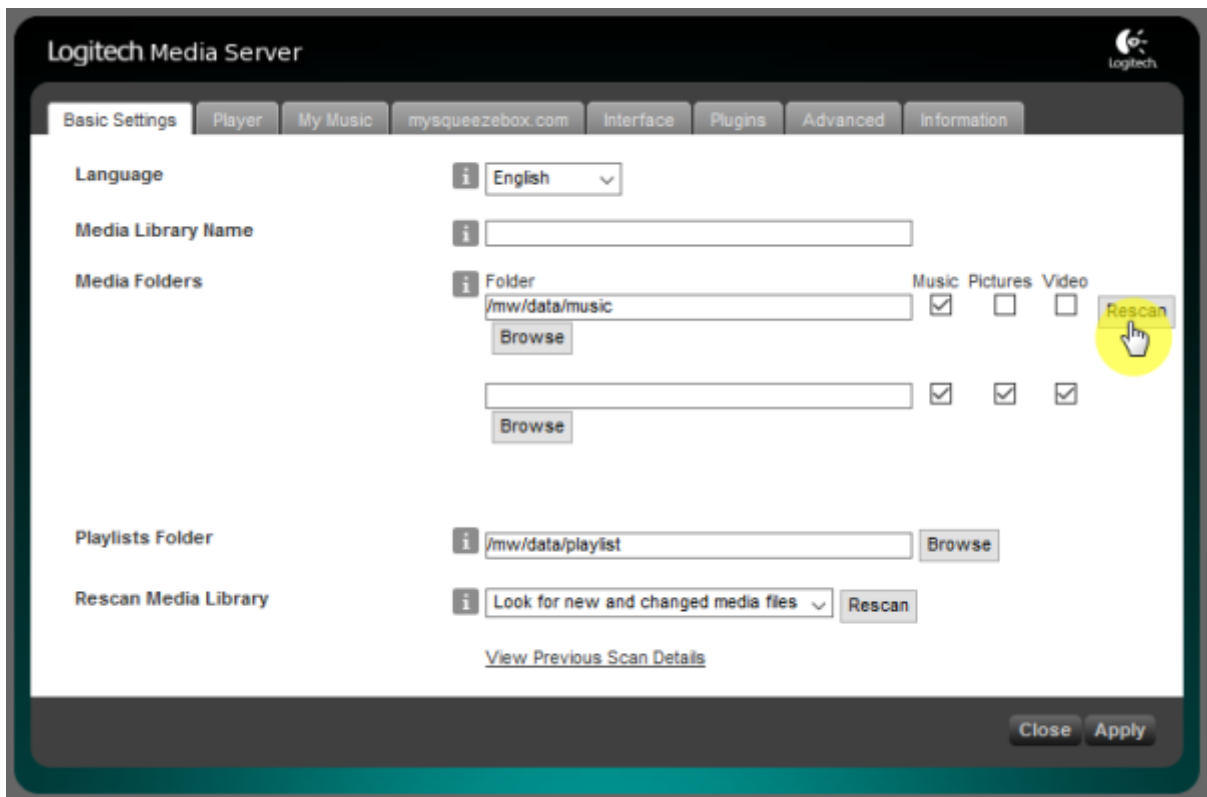 Logitech Media Server
Logitech
Basic Settings Player My Music mysqueezebox.com Interface Plugins Advanced Information
Language i English
Media Library Name i
Media Folders i Folder Music Pictures Video
/mw/data/music Rescan
Browse
Browse
Playlists Folder i /mw/data/playlist Browse
Rescan Media Library i Look for new and changed media files Rescan
View Previous Scan Details
Close Apply